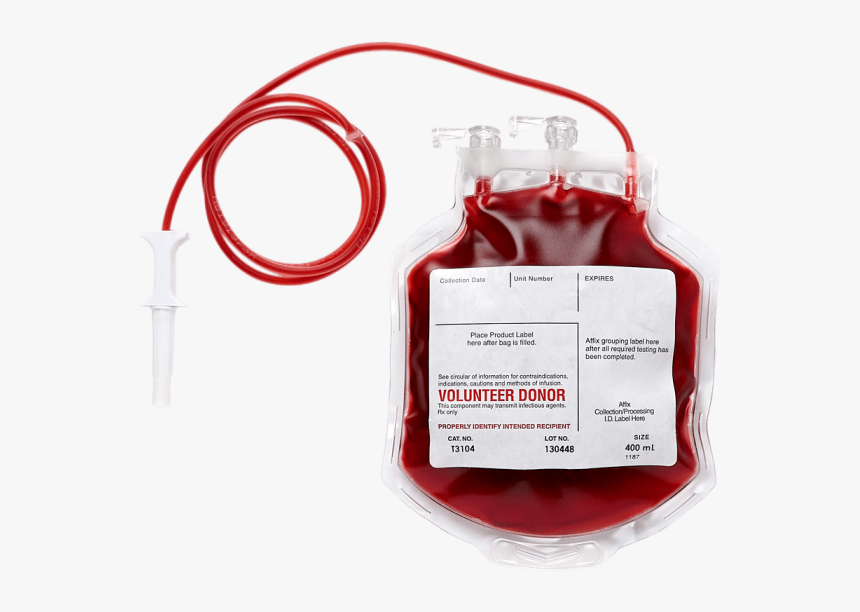 Collection Date
Unit Number
EXPIRES
Place Product Label
here after bag is filled.
Affix grouping label here
after all required testing has
been completed.
See circular of information for contraindications,
indications, cautions and methods of infusion.
VOLUNTEER DONOR
This component may transmit infectious agents.
Rx only
PROPERLY IDENTIFY INTENDED RECIPIENT
Affix
Collection/Processing
I.D. Label Here
CAT. NO.
T3104
LOT NO.
130448
SIZE
400 mL
1187